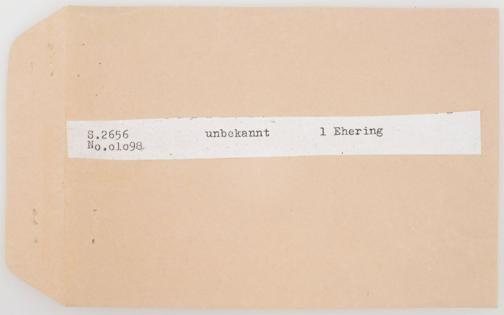 S.2656 unbekannt 1 Ehering
No.o1o98